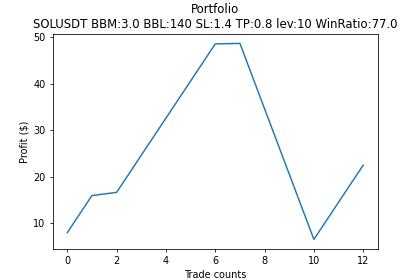 Portfolio
SOLUSDT BBM:3.0 BBL:140 SL:1.4 TP:0.8 lev:10 WinRatio:77.0
50
40
30
20
10
Profit ($)
0 2 4 6 8 10 12
Trade counts